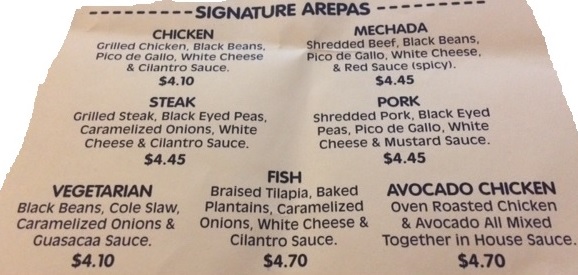 SIGNATURE AREPAS
CHICKEN
Grilled Chicken, Black Beans,
Pico de Gallo, White Cheese
& Cilantro Sauce.
$4.10
MECHADA
Shredded Beef, Black Beans,
Pico de Gallo, White Cheese,
& Red Sauce (spicy).
$4.45
STEAK
Grilled Steak, Black Eyed Peas,
Caramelized Onions, White
Cheese & Cilantro Sauce.
$4.45
PORK
Shredded Pork, Black Eyed
Peas, Pico de Gallo, White
Cheese & Mustard Sauce.
$4.45
VEGETARIAN
Black Beans, Cole Slaw,
Caramelized Onions &
Guasacaa Sauce.
$4.10
FISH
Braised Tilapia, Baked
Plantains, Caramelized
Onions, White Cheese &
Cilantro Sauce.
$4.70
AVOCADO CHICKEN
Oven Roasted Chicken
& Avocado All Mixed
Together in House Sauce.
$4.70